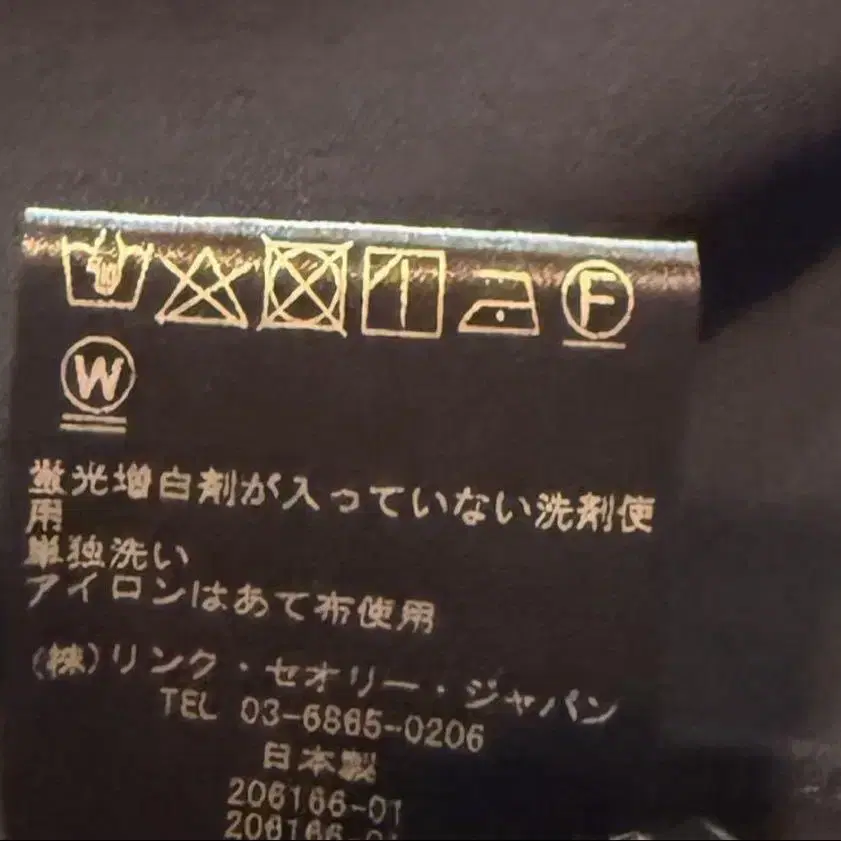 F
W
蛍光増白剤が入っていない洗剤使
用
単独洗い
アイロンはあて布使用
(株)リンク・セオリー・ジャパン
TEL 03-6865-0206
日本製
206166-01
206166-01